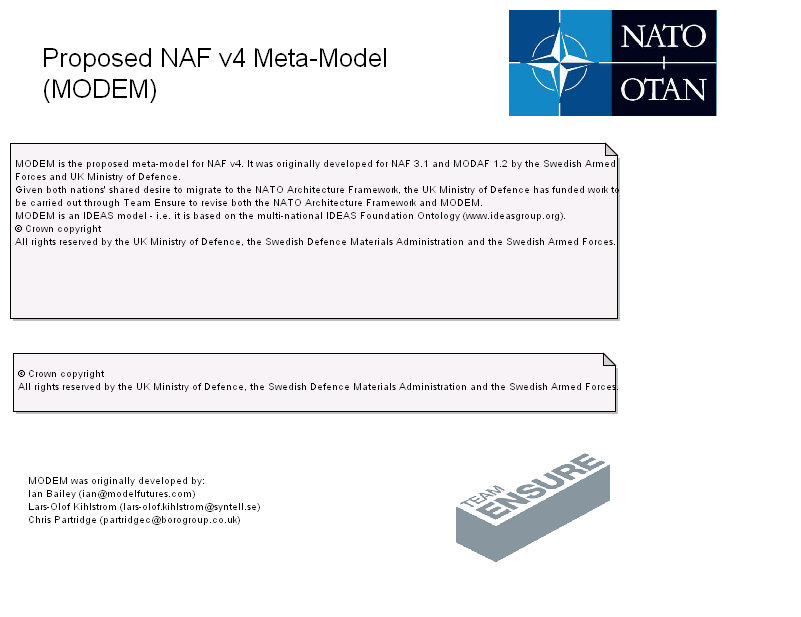 Proposed NAF v4 Meta-Model
(MODEM)
NATO
OTAN
MODEM is the proposed meta-model for NAF v4. It was originally developed for NAF 3.1 and MODAF 1.2 by the Swedish Armed
Forces and UK Ministry of Defence.
Given both nations' shared desire to migrate to the NATO Architecture Framework, the UK Ministry of Defence has funded work to
be carried out through Team Ensure to revise both the NATO Architecture Framework and MODEM.
MODEM is an IDEAS model - i.e. it is based on the multi-national IDEAS Foundation Ontology (www.ideasgroup.org).
© Crown copyright
All rights reserved by the UK Ministry of Defence, the Swedish Defence Materials Administration and the Swedish Armed Forces.
© Crown copyright
All rights reserved by the UK Ministry of Defence, the Swedish Defence Materials Administration and the Swedish Armed Forces.
MODEM was originally developed by:
Ian Bailey (ian@modelfutures.com)
Lars-Olof Kihlstrom (lars-olof.kihlstrom@syntell.se)
Chris Partridge (partridgec@borogroup.co.uk)
TEAM
ENSURE